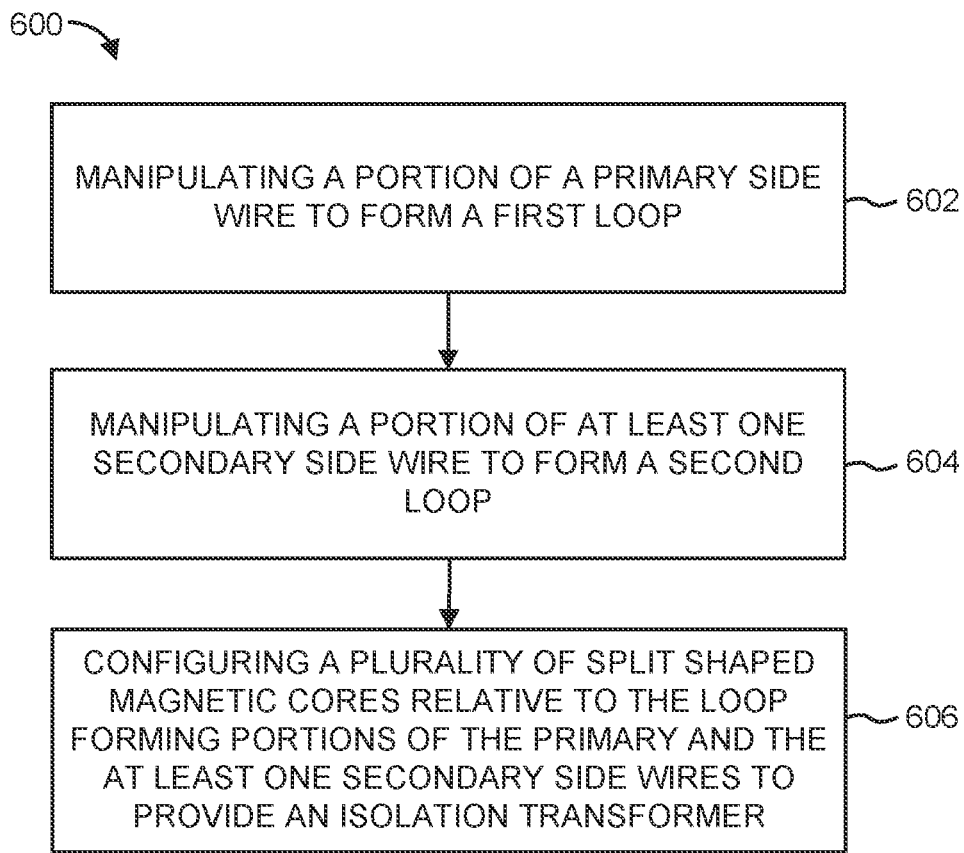 600
MANIPULATING A PORTION OF A PRIMARY SIDE
WIRE TO FORM A FIRST LOOP
602
MANIPULATING A PORTION OF AT LEAST ONE
SECONDARY SIDE WIRE TO FORM A SECOND
LOOP
604
CONFIGURING A PLURALITY OF SPLIT SHAPED
MAGNETIC CORES RELATIVE TO THE LOOP
FORMING PORTIONS OF THE PRIMARY AND THE
AT LEAST ONE SECONDARY SIDE WIRES TO
PROVIDE AN ISOLATION TRANSFORMER
606